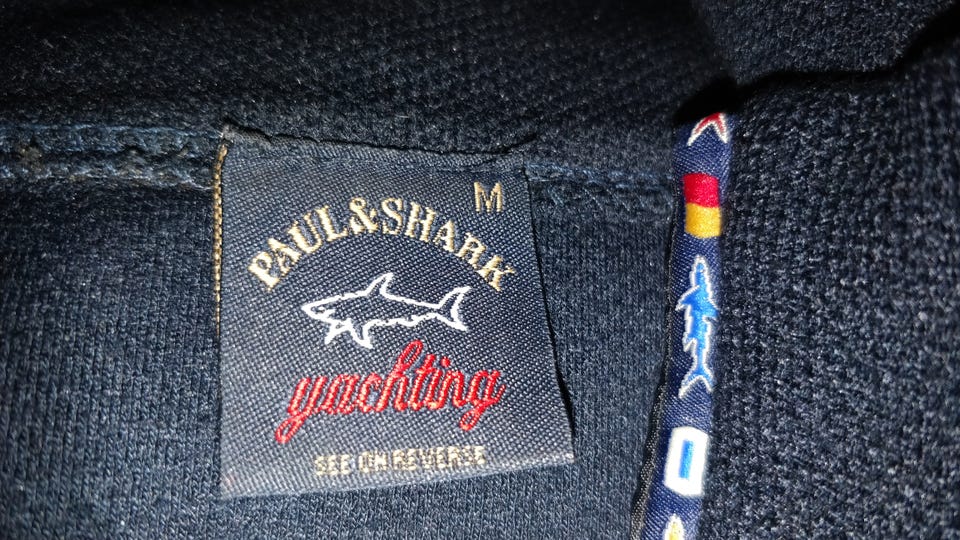 M
PAUL&SHARK
yachting
SEE ON REVERSE